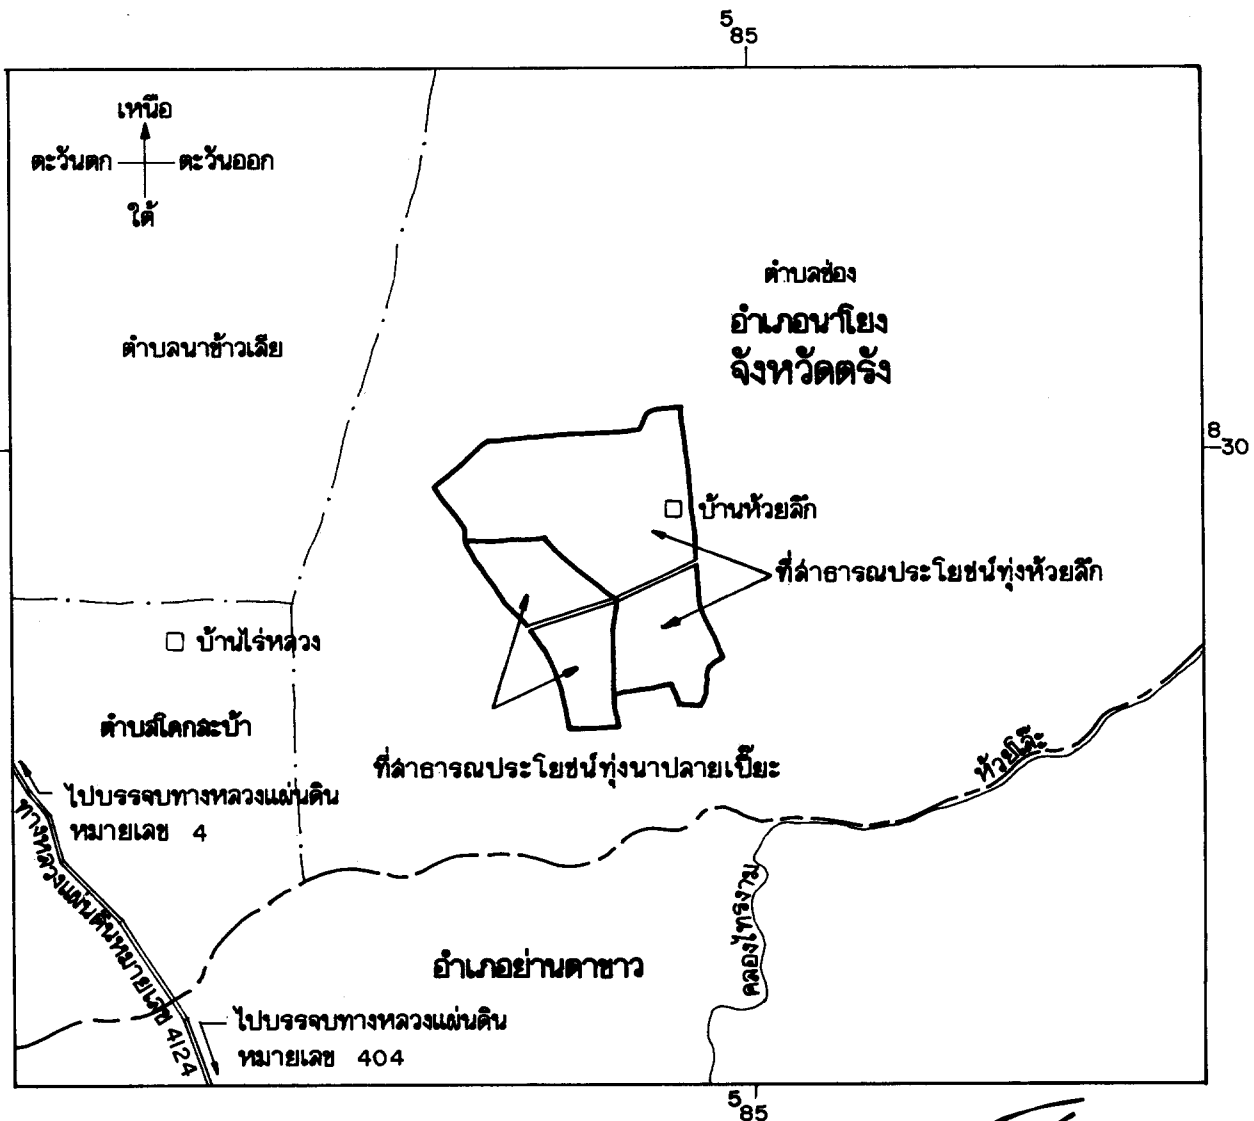 5
85
เหนือ
ตะวันตก
ตะวันออก
ใต้
ตำบลช่อง
อำเภอนาโยง
จังหวัดตรัง
ตำบลนาข้าวเสีย
8
30
บ้านห้วยลึก
ที่สาธารณประโยชน์ทุ่งห้วยลึก
บ้านไร่หลวง
ตำบลโคกสะบ้า
ที่สาธารณประโยชน์ทุ่งนาปลายเปี๊ยะ
ห้วยโล๊ะ
ไปบรรจบทางหลวงแผ่นดิน
หมายเลข 4
ทางหลวงแผ่นดินหมายเลข 4124
คลองไทรงาม
อำเภอย่านตาขาว
ไปบรรจบทางหลวงแผ่นดิน
หมายเลข 404
5
85